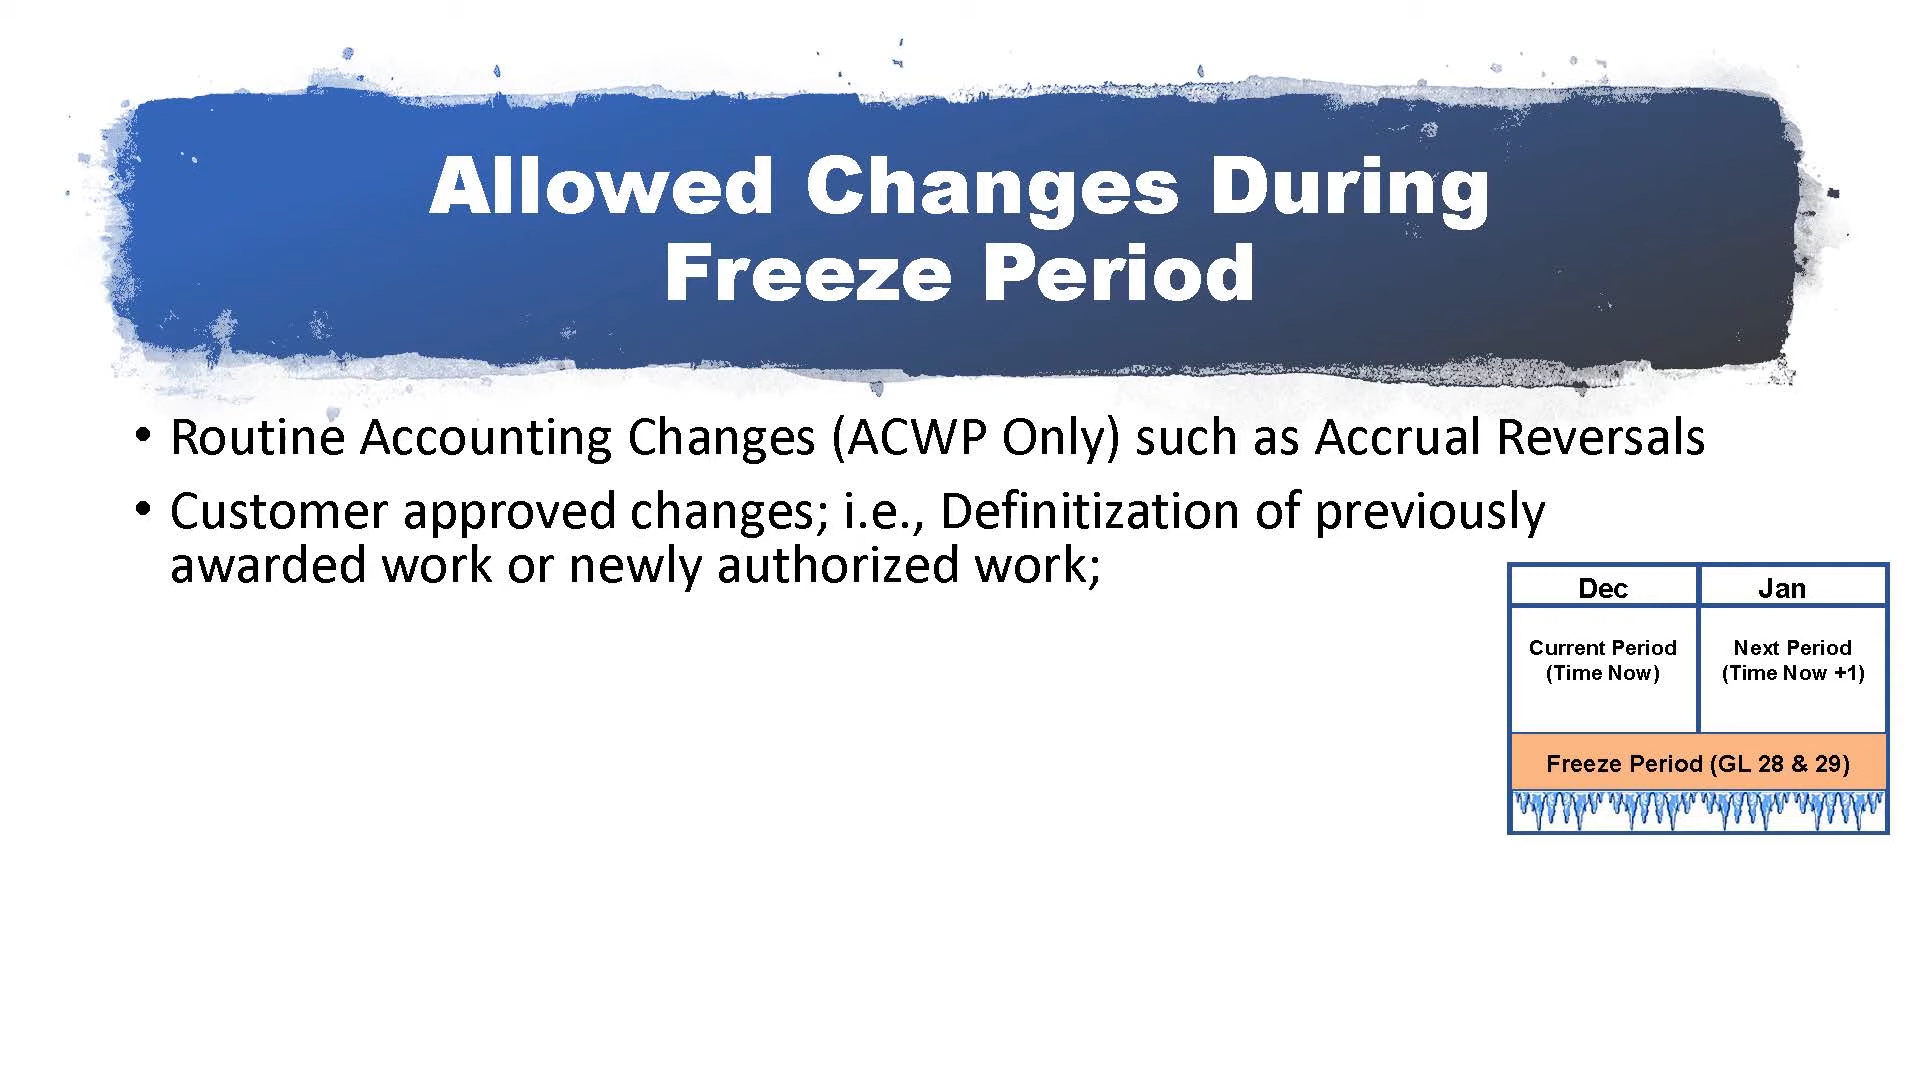 Allowed Changes During
Freeze Period
• Routine Accounting Changes (ACWP Only) such as Accrual Reversals
• Customer approved changes; i.e., Definitization of previously
awarded work or newly authorized work;
Dec Jan
Current Period Next Period
(Time Now) (Time Now +1)
Freeze Period (GL 28 & 29)